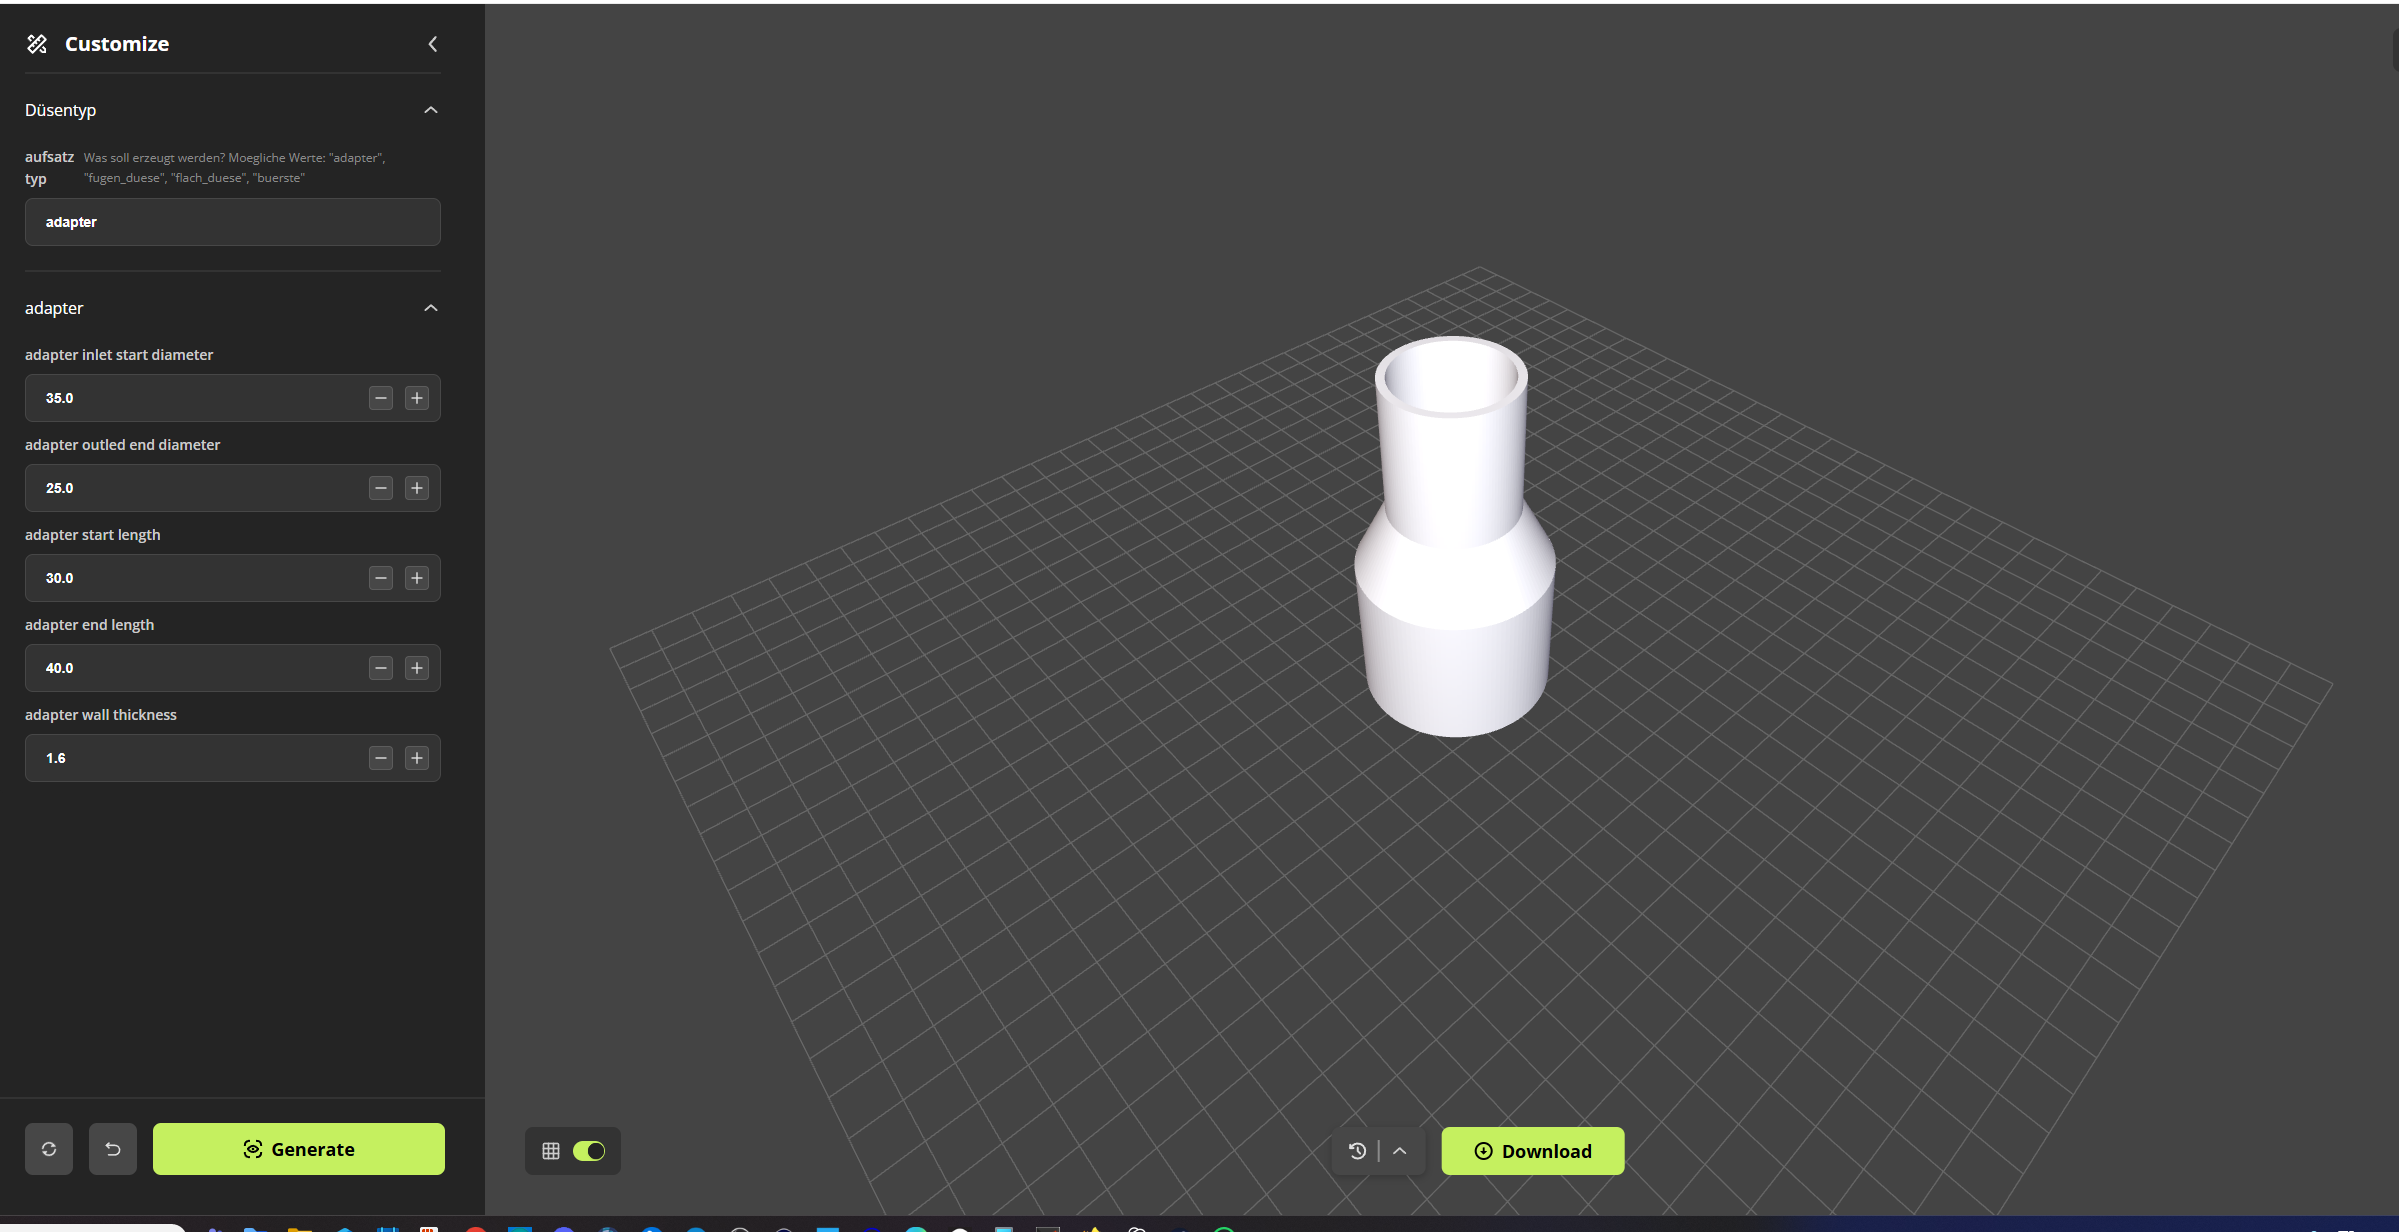 Customize
Düsentyp
aufsatz typ
Was soll erzeugt werden? Moegliche Werte: "adapter",
"fugen_duese", "flach_duese", "buerste"
adapter
adapter
adapter inlet start diameter
35.0
adapter outled end diameter
25.0
adapter start length
30.0
adapter end length
40.0
adapter wall thickness
1.6
Generate
Download